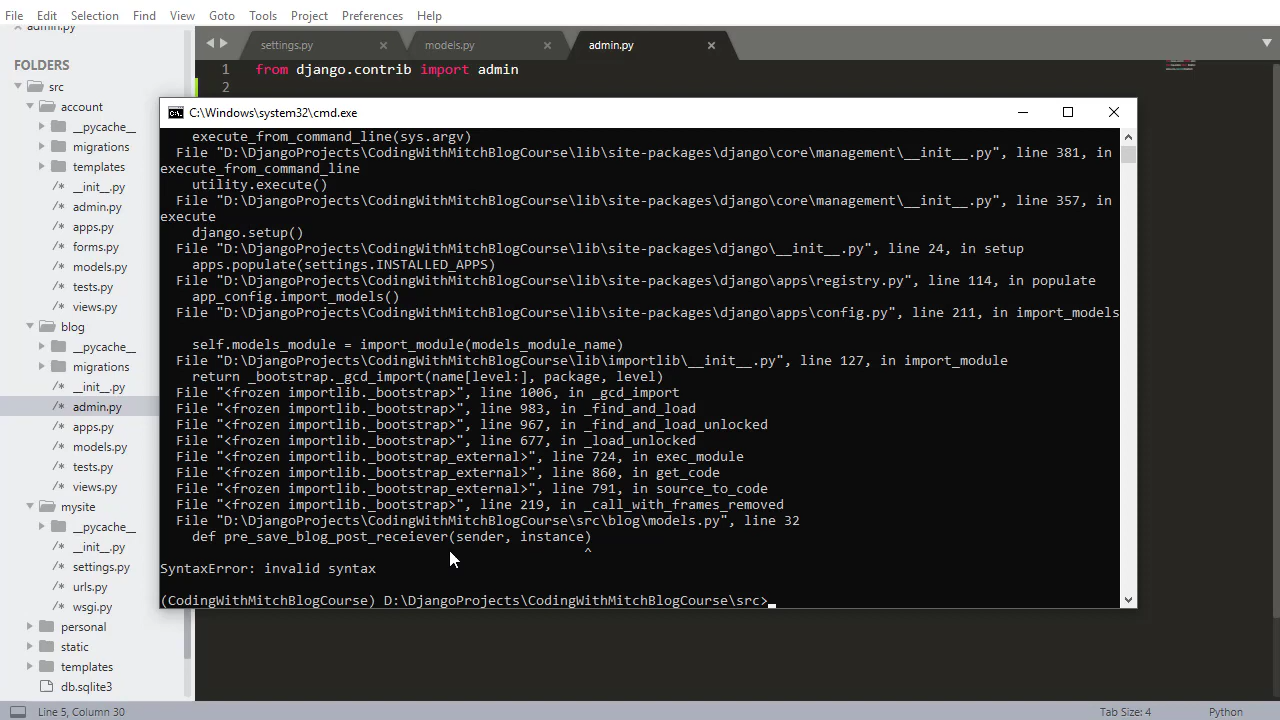 File Edit Selection Find View Goto Tools Project Preferences Help
admin.py
settings.py × models.py × admin.py ×
FOLDERS
src
account
__pycache__
migrations
templates
__init__.py
admin.py
apps.py
forms.py
models.py
tests.py
views.py
blog
__pycache__
migrations
__init__.py
admin.py
apps.py
models.py
tests.py
views.py
mysite
__pycache__
__init__.py
settings.py
urls.py
wsgi.py
personal
static
templates
db.sqlite3
1 from django.contrib import admin
2
C:\Windows\system32\cmd.exe
execute_from_command_line(sys.argv)
File "D:\DjangoProjects\CodingWithMitchBlogCourse\lib\site-packages\django\core\management\__init__.py", line 381, in
execute_from_command_line
utility.execute()
File "D:\DjangoProjects\CodingWithMitchBlogCourse\lib\site-packages\django\core\management\__init__.py", line 357, in
execute
django.setup()
File "D:\DjangoProjects\CodingWithMitchBlogCourse\lib\site-packages\django\__init__.py", line 24, in setup
apps.populate(settings.INSTALLED_APPS)
File "D:\DjangoProjects\CodingWithMitchBlogCourse\lib\site-packages\django\apps\registry.py", line 114, in populate
app_config.import_models()
File "D:\DjangoProjects\CodingWithMitchBlogCourse\lib\site-packages\django\apps\config.py", line 211, in import_models
self.models_module = import_module(models_module_name)
File "D:\DjangoProjects\CodingWithMitchBlogCourse\lib\importlib\__init__.py", line 127, in import_module
return _bootstrap._gcd_import(name[level:], package, level)
File "<frozen importlib._bootstrap>", line 1006, in _gcd_import
File "<frozen importlib._bootstrap>", line 983, in _find_and_load
File "<frozen importlib._bootstrap>", line 967, in _find_and_load_unlocked
File "<frozen importlib._bootstrap>", line 677, in _load_unlocked
File "<frozen importlib._bootstrap_external>", line 724, in exec_module
File "<frozen importlib._bootstrap_external>", line 860, in get_code
File "<frozen importlib._bootstrap_external>", line 791, in source_to_code
File "<frozen importlib._bootstrap>", line 219, in _call_with_frames_removed
File "D:\DjangoProjects\CodingWithMitchBlogCourse\src\blog\models.py", line 32
def pre_save_blog_post_receiever(sender, instance)
^
SyntaxError: invalid syntax
(CodingWithMitchBlogCourse) D:\DjangoProjects\CodingWithMitchBlogCourse\src>
Line 5, Column 30 Tab Size: 4 Python